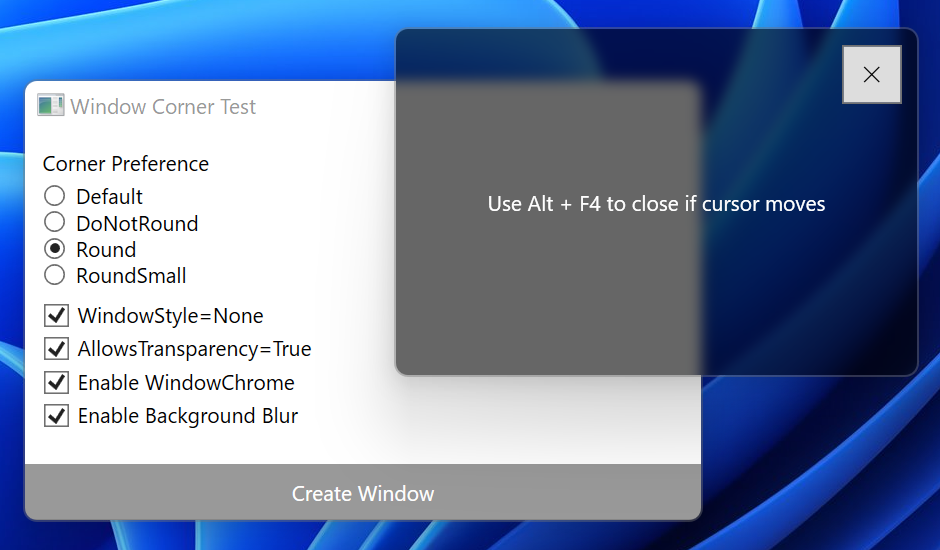 Window Corner Test
Corner Preference
Default
DoNotRound
Round
RoundSmall
WindowStyle=None
AllowsTransparency=True
Enable WindowChrome
Enable Background Blur
Create Window
Use Alt + F4 to close if cursor moves